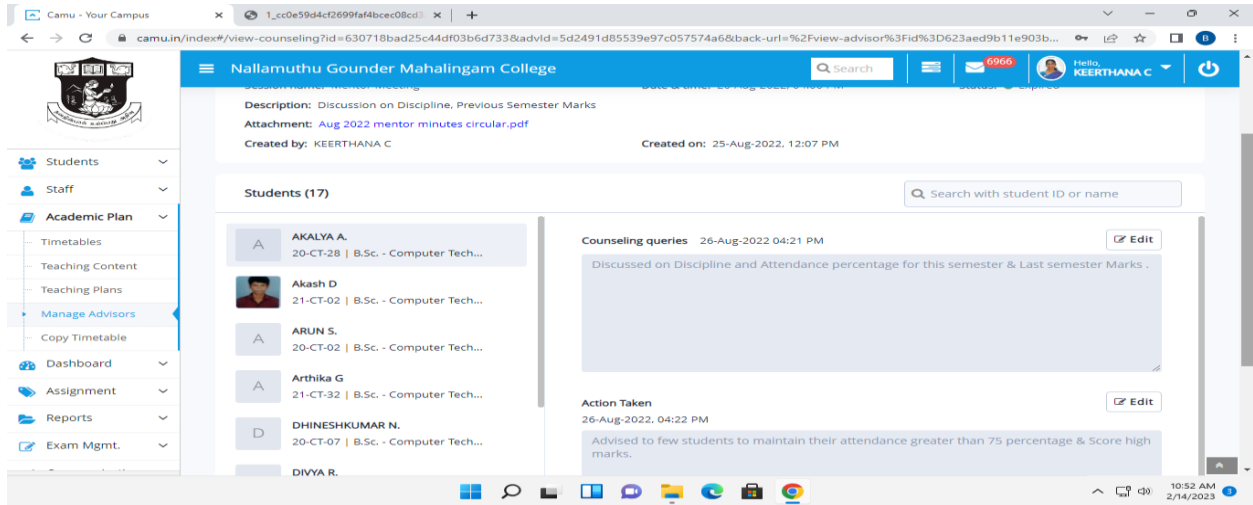 Camu - Your Campus
1_cc0e59d4cf2699faf4bcec08cd3
camu.in/index#/view-counseling?id=630718bad25c44df03b6d733&advId=5d2491d85539e97c057574a6&back-url=%2Fview-advisor%3Fid%3D623aed9b11e903b...
B
Nallamuthu Gounder Mahalingam College
Search
6966
Hello,
KEERTHANA C
Description: Discussion on Discipline, Previous Semester Marks
Attachment: Aug 2022 mentor minutes circular.pdf
Created by: KEERTHANA C
Created on: 25-Aug-2022, 12:07 PM
Students
Staff
Academic Plan
Timetables
Teaching Content
Teaching Plans
Manage Advisors
Copy Timetable
Dashboard
Assignment
Reports
Exam Mgmt.
Students (17)
Search with student ID or name
A
AKALYA A.
20-CT-28 | B.Sc. - Computer Tech...
Akash D
21-CT-02 | B.Sc. - Computer Tech...
A
ARUN S.
20-CT-02 | B.Sc. - Computer Tech...
A
Arthika G
21-CT-32 | B.Sc. - Computer Tech...
D
DHINESHKUMAR N.
20-CT-07 | B.Sc. - Computer Tech...
DIVYA R.
Counseling queries 26-Aug-2022 04:21 PM
Edit
Discussed on Discipline and Attendance percentage for this semester & Last semester Marks .
Action Taken
Edit
26-Aug-2022, 04:22 PM
Advised to few students to maintain their attendance greater than 75 percentage & Score high
marks.
10:52 AM
2/14/2023
3